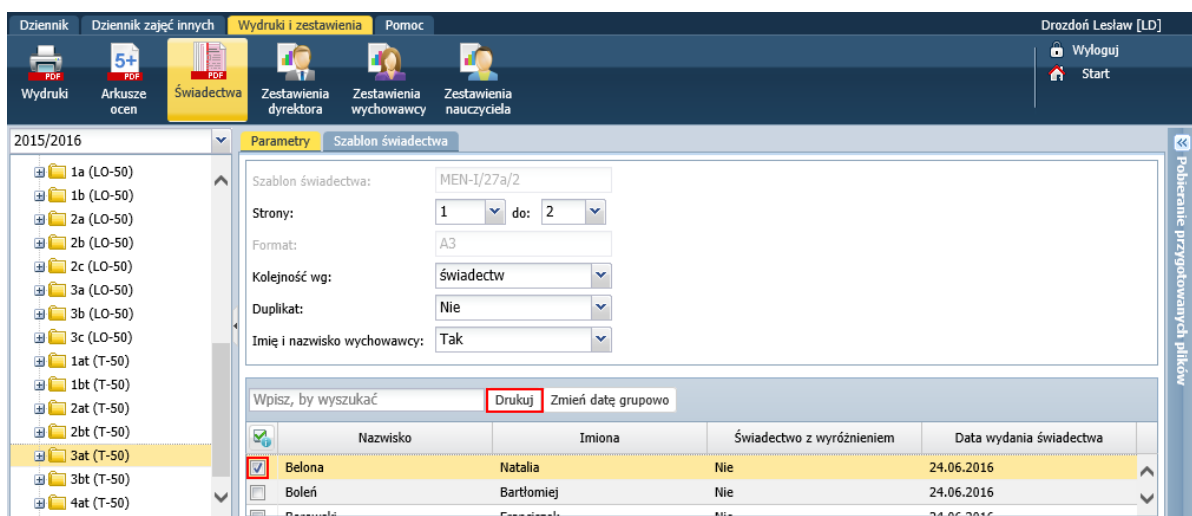 Dziennik Dziennik zajęć innych Wydruki i zestawienia Pomoc Drozdoń Lesław [LD]
5+
PDF PDF PDF
Wydruki Arkusze ocen Świadectwa Zestawienia dyrektora Zestawienia wychowawcy Zestawienia nauczyciela
Wyloguj
Start
2015/2016
1a (LO-50)
1b (LO-50)
2a (LO-50)
2b (LO-50)
2c (LO-50)
3a (LO-50)
3b (LO-50)
3c (LO-50)
1at (T-50)
1bt (T-50)
2at (T-50)
2bt (T-50)
3at (T-50)
3bt (T-50)
4at (T-50)
Parametry Szablon świadectwa
Szablon świadectwa: MEN-I/27a/2
Strony: 1 do: 2
Format: A3
Kolejność wg: świadectw
Duplikat: Nie
Imię i nazwisko wychowawcy: Tak
Wpisz, by wyszukać Drukuj Zmień datę grupowo
Nazwisko Imiona Świadectwo z wyróżnieniem Data wydania świadectwa
Belona Natalia Nie 24.06.2016
Boleń Bartłomiej Nie 24.06.2016
Pobieranie przygotowanych plików